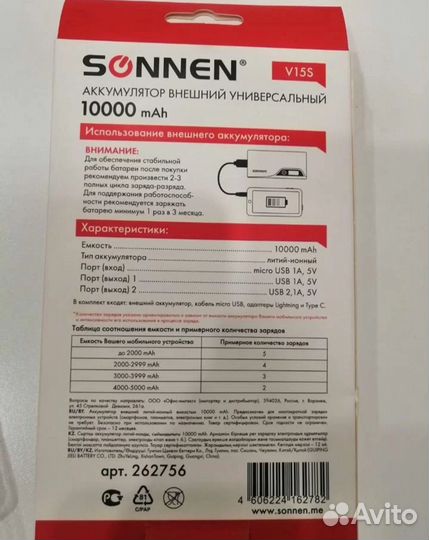 SONNEN®
V15S
АККУМУЛЯТОР ВНЕШНИЙ УНИВЕРСАЛЬНЫЙ
10000 mAh
Использование внешнего аккумулятора:
ВНИМАНИЕ:
Для обеспечения стабильной
работы батареи после покупки
рекомендуем произвести 2-3
полных цикла заряда-разряда.
Для поддержания работоспособ-
ности рекомендуется заряжать
батарею минимум 1 раз в 3 месяца.
SONNEN
Характеристики:
Емкость 10000 mAh
Тип аккумулятора литий-ионный
Порт (вход) micro USB 1A, 5V
Порт (выход) 1 USB 1A, 5V
Порт (выход) 2 USB 2,1A, 5V
В комплект входят: внешний аккумулятор, кабель micro USB, адаптеры Lightning и Type C.
Таблица соотношения емкости и примерного количества зарядов
Емкость Вашего мобильного устройства Примерное количество зарядов
до 2000 mAh 5
2000-2999 mAh 4
3000-3999 mAh 3
4000-5000 mAh 2
арт. 262756
81
C/PAP
4 606224 162782
www.sonnen.me
Avito